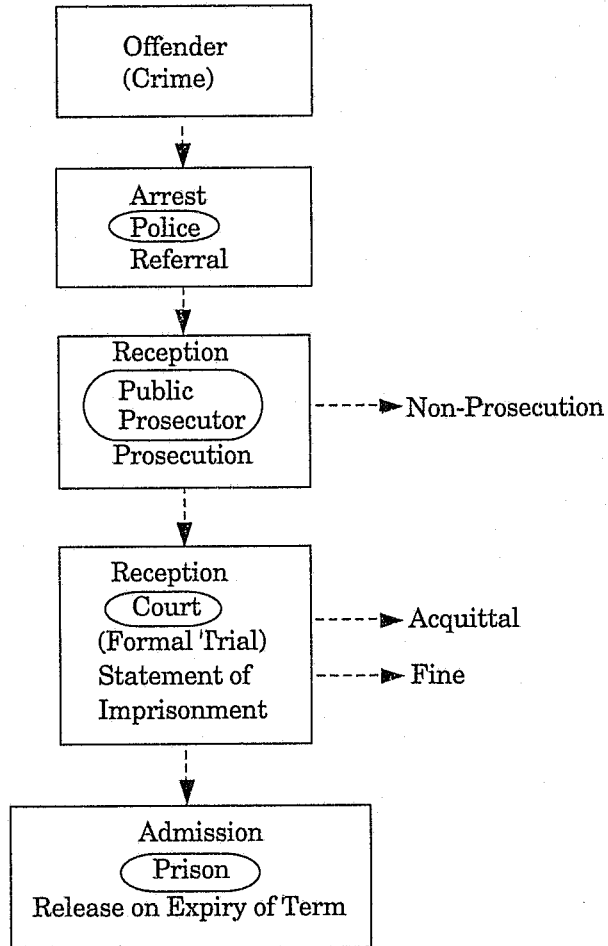 Offender
(Crime)
Arrest
Police
Referral
Reception
Public
Prosecutor
Prosecution
Non-Prosecution
Reception
Court
(Formal Trial)
Statement of
Imprisonment
Acquittal
Fine
Admission
Prison
Release on Expiry of Term